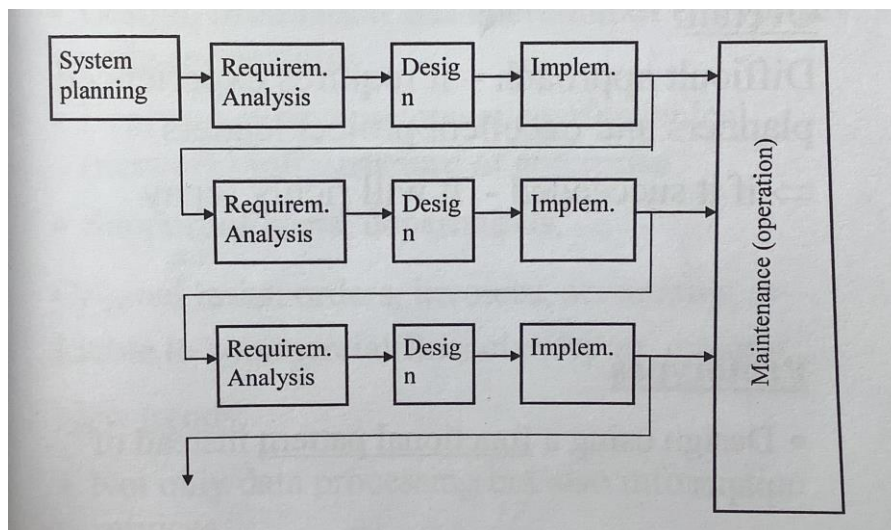 System
planning
Requirem.
Analysis
Desig
n
Implem.
Requirem.
Analysis
Desig
n
Implem.
Requirem.
Analysis
Desig
n
Implem.
Maintenance (operation)